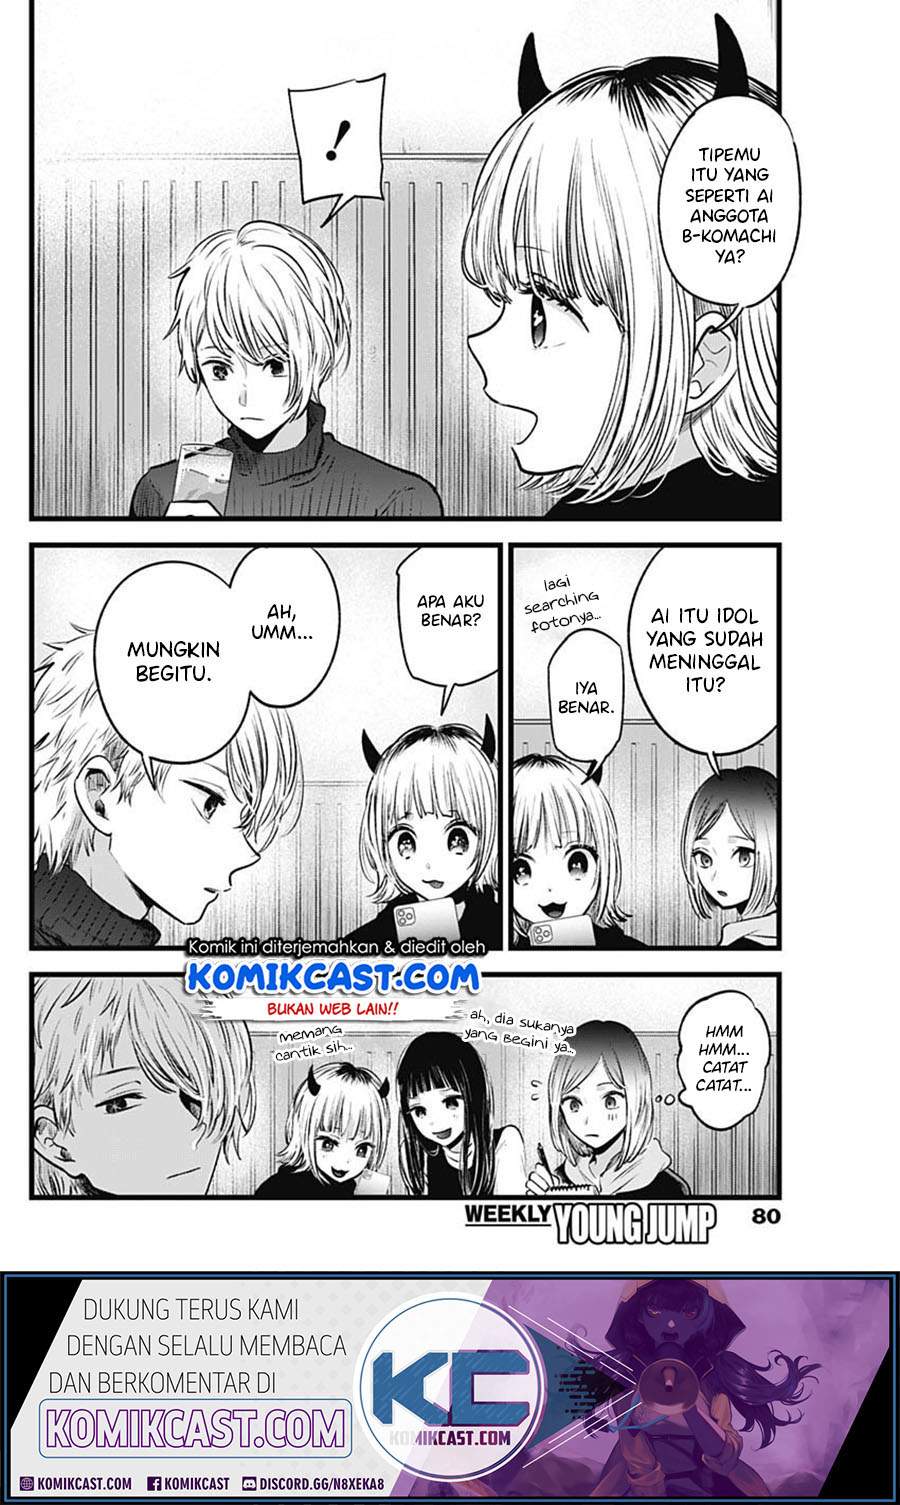 !
TIPEMU
ITU YANG
SEPERTI AI
ANGGOTA
B-KOMACHI
YA?
AI ITU IDOL
YANG SUDAH
MENINGGAL
ITU?
lagi
searching
fotonya...
IYA
BENAR.
APA AKU
BENAR?
AH,
UMM...
MUNGKIN
BEGITU.
Komik ini diterjemahkan & diedit oleh
KOMIKCAST.COM
BUKAN WEB LAIN!!
HMM
HMM...
CATAT
CATAT...
ah, dia sukanya
yang begini ya...
memang
cantik sih...
WEEKLY YOUNG JUMP 80
DUKUNG TERUS KAMI
DENGAN SELALU MEMBACA
DAN BERKOMENTAR DI
KOMIKCAST.COM
KC
KOMIKCAST.COM
KOMIKCAST.COM KOMIKCAST DISCORD.GG/N8XEKA8